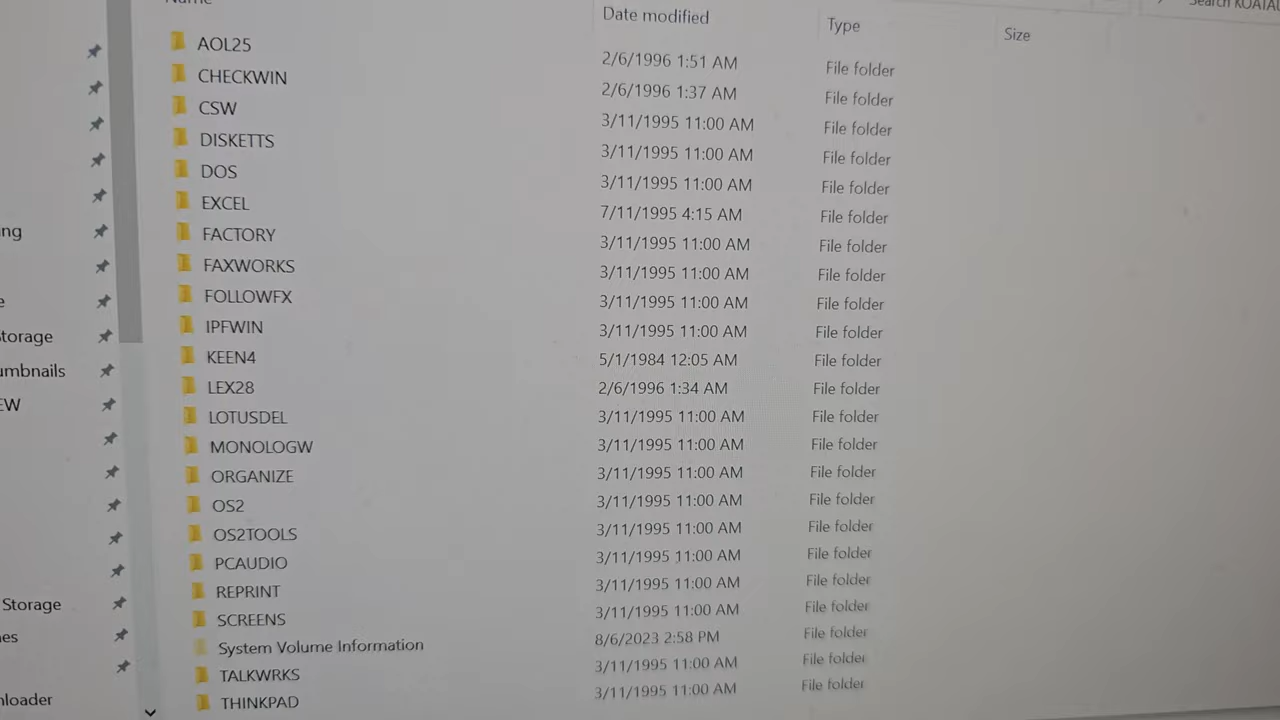 Name Date modified Type Size Search KOATAU
AOL25 2/6/1996 1:51 AM File folder
CHECKWIN 2/6/1996 1:37 AM File folder
CSW 3/11/1995 11:00 AM File folder
DISKETTS 3/11/1995 11:00 AM File folder
DOS 3/11/1995 11:00 AM File folder
EXCEL 7/11/1995 4:15 AM File folder
ng
FACTORY 3/11/1995 11:00 AM File folder
FAXWORKS 3/11/1995 11:00 AM File folder
e
FOLLOWFX 3/11/1995 11:00 AM File folder
torage
IPFWIN 3/11/1995 11:00 AM File folder
KEEN4 5/1/1984 12:05 AM File folder
umbnails
LEX28 2/6/1996 1:34 AM File folder
EW
LOTUSDEL 3/11/1995 11:00 AM File folder
MONOLOGW 3/11/1995 11:00 AM File folder
ORGANIZE 3/11/1995 11:00 AM File folder
OS2 3/11/1995 11:00 AM File folder
OS2TOOLS 3/11/1995 11:00 AM File folder
PCAUDIO 3/11/1995 11:00 AM File folder
REPRINT 3/11/1995 11:00 AM File folder
Storage
SCREENS 3/11/1995 11:00 AM File folder
nes
System Volume Information 8/6/2023 2:58 PM File folder
TALKWRKS 3/11/1995 11:00 AM File folder
nloader
THINKPAD 3/11/1995 11:00 AM File folder